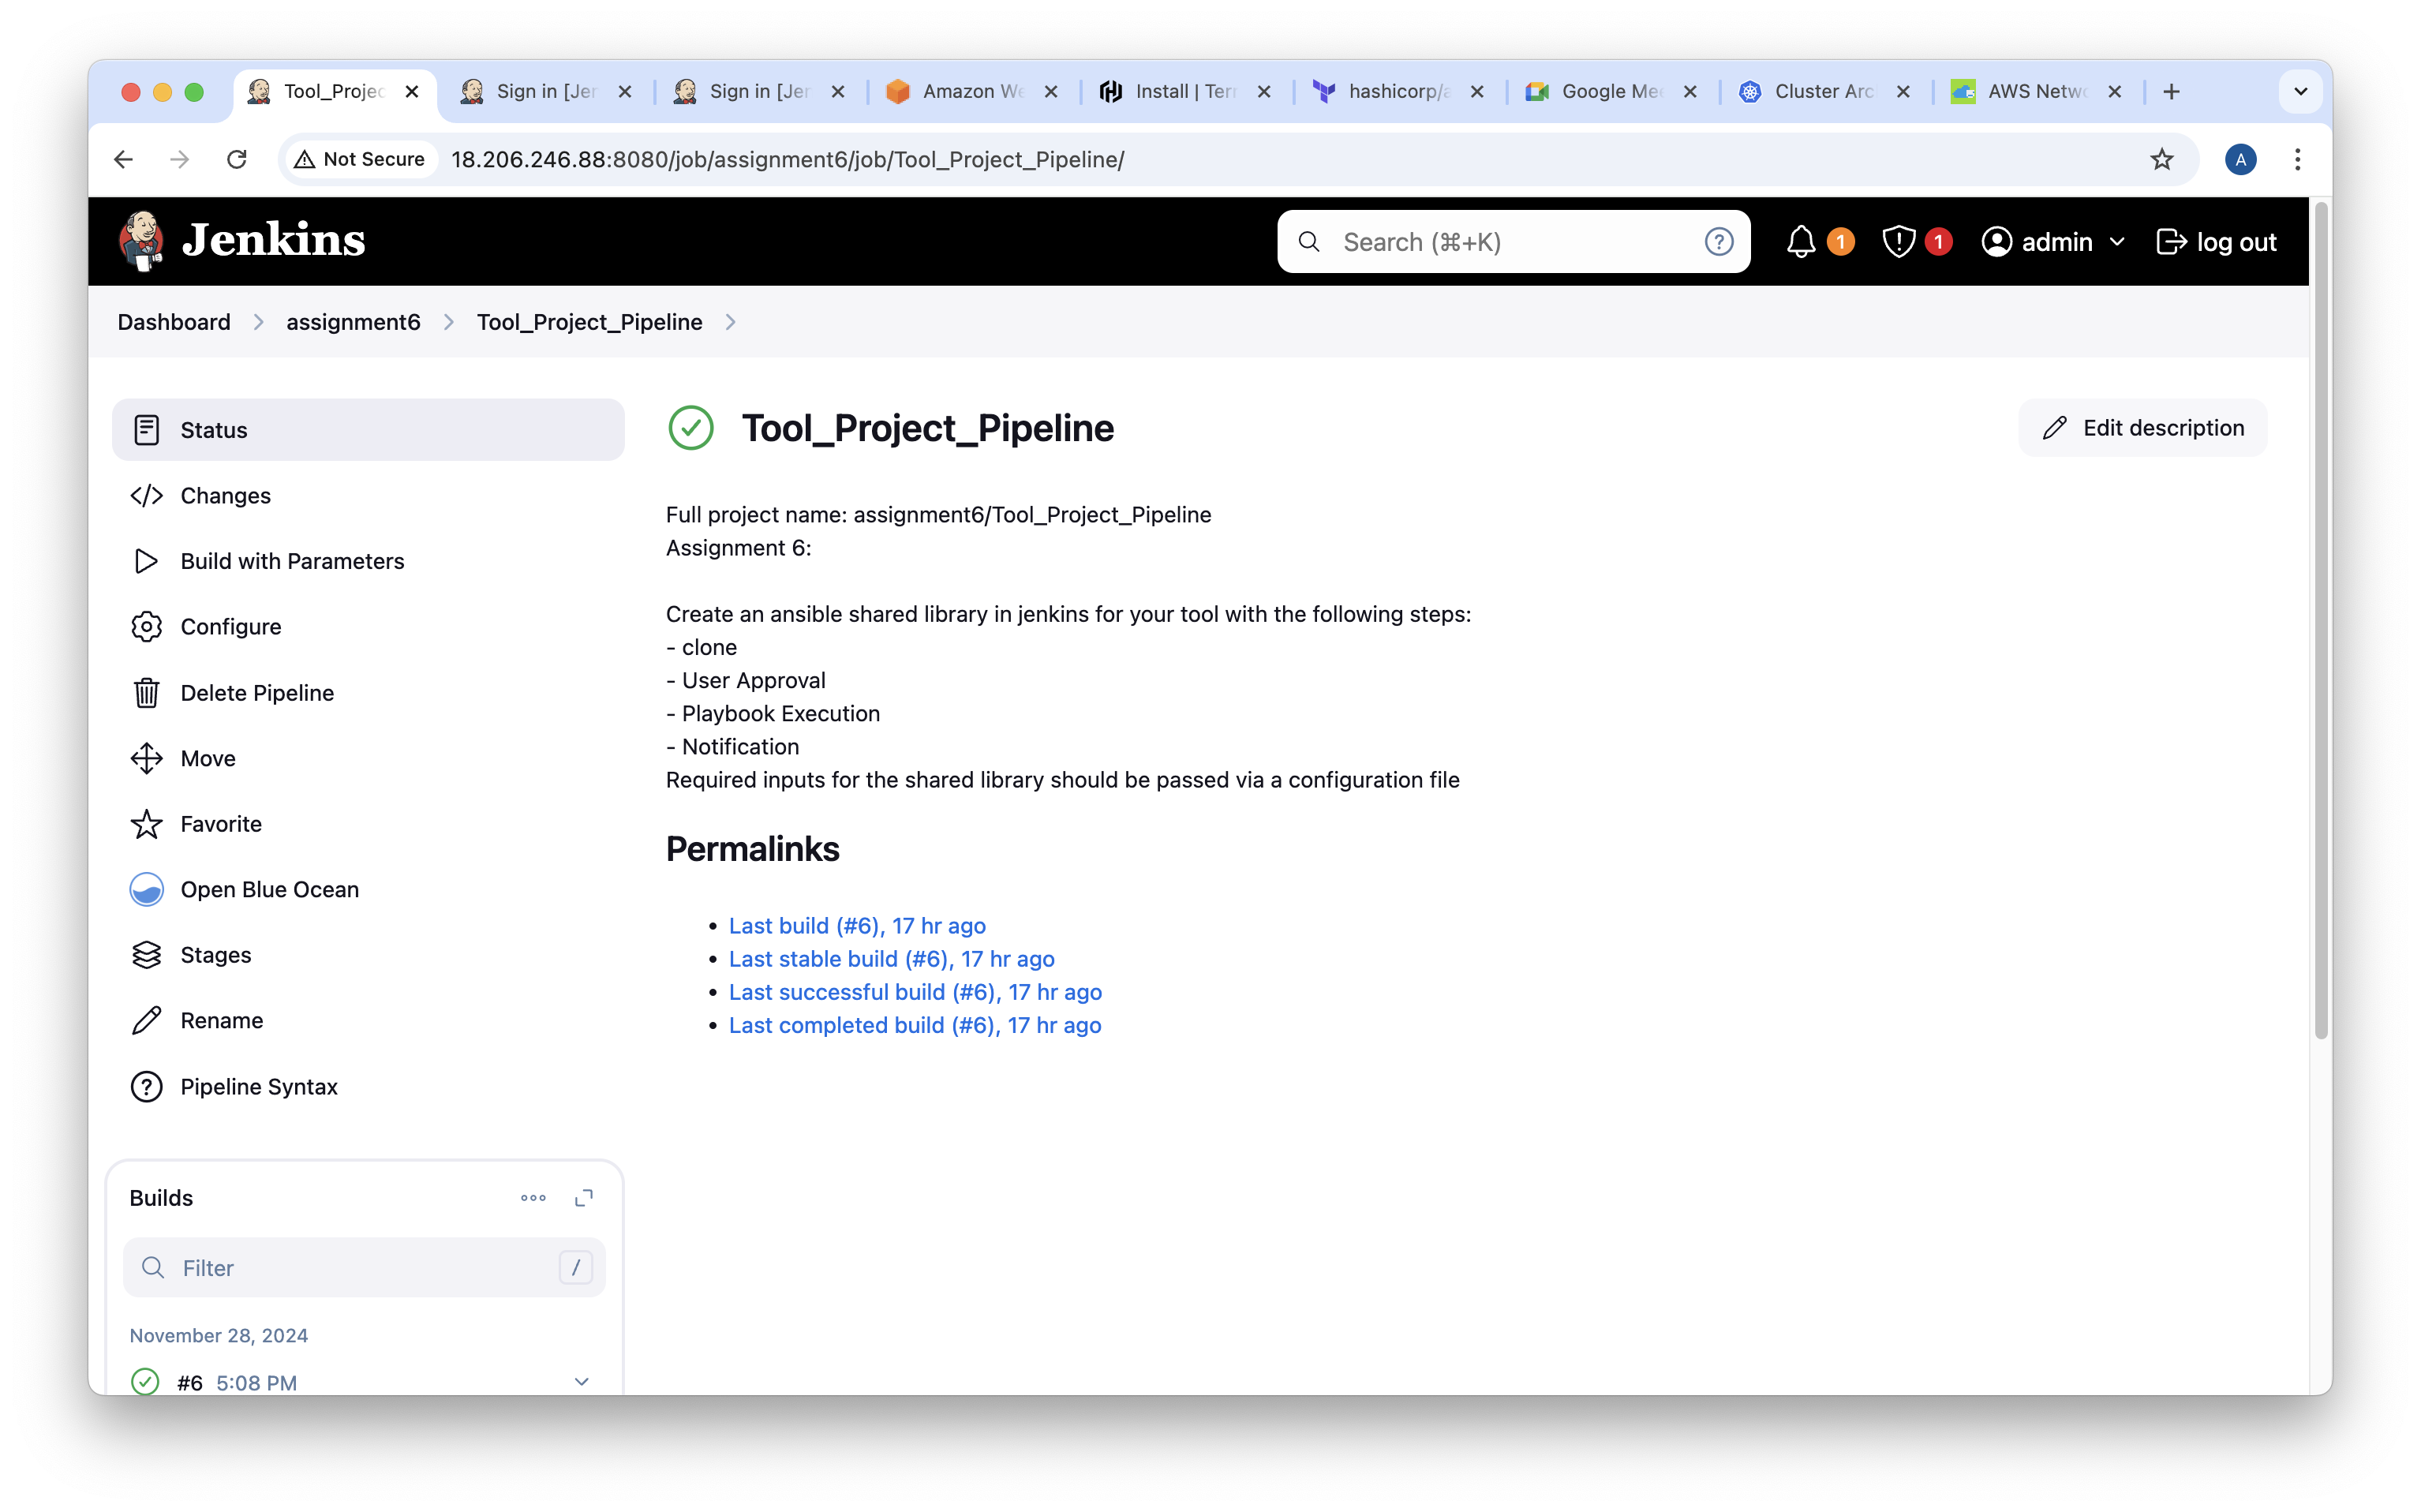 Tool_Projec
Sign in [Jen
Sign in [Jen
Amazon We
Install | Terr
hashicorp/a
Google Mee
Cluster Arc
AWS Netwo
Not Secure
18.206.246.88:8080/job/assignment6/job/Tool_Project_Pipeline/
A
Jenkins
Search (⌘+K)
?
1
1
admin
log out
Dashboard
assignment6
Tool_Project_Pipeline
Status
Changes
Build with Parameters
Configure
Delete Pipeline
Move
Favorite
Open Blue Ocean
Stages
Rename
Pipeline Syntax
Builds
Filter
/
November 28, 2024
#6 5:08 PM
Tool_Project_Pipeline
Edit description
Full project name: assignment6/Tool_Project_Pipeline
Assignment 6:
Create an ansible shared library in jenkins for your tool with the following steps:
- clone
- User Approval
- Playbook Execution
- Notification
Required inputs for the shared library should be passed via a configuration file
Permalinks
• Last build (#6), 17 hr ago
• Last stable build (#6), 17 hr ago
• Last successful build (#6), 17 hr ago
• Last completed build (#6), 17 hr ago